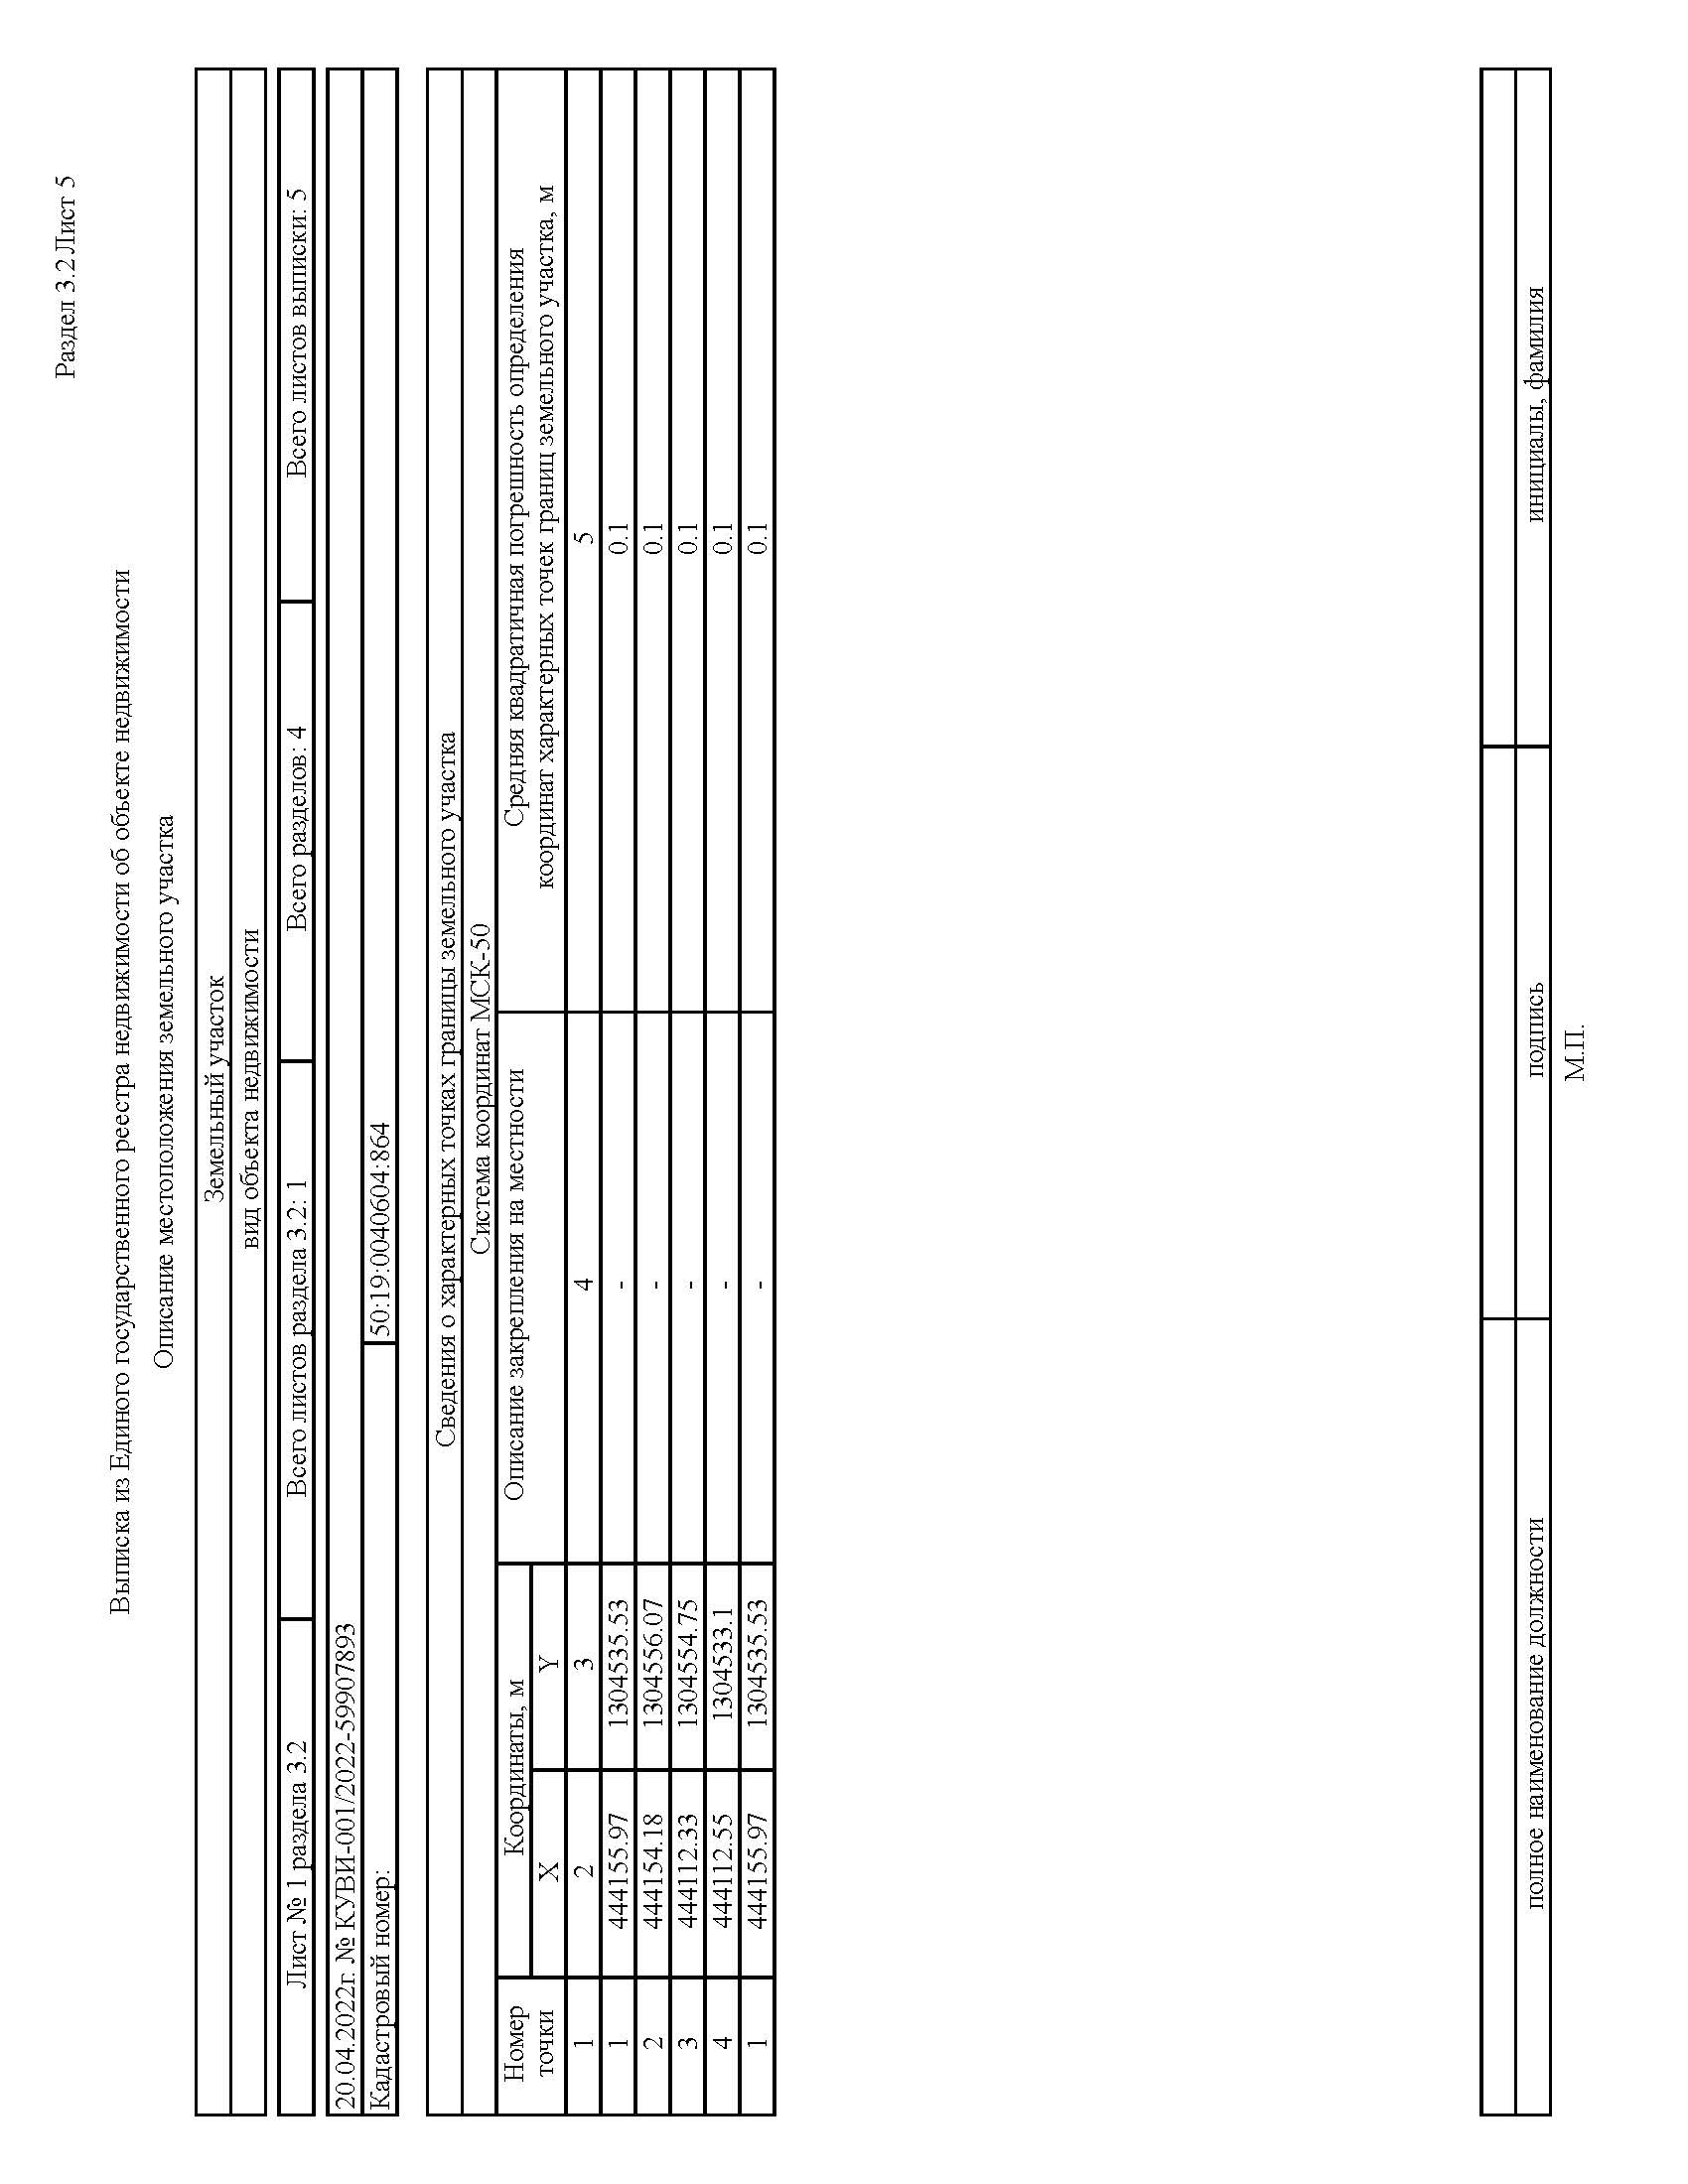 Раздел 3.2 Лист 5
Выписка из Единого государственного реестра недвижимости об объекте недвижимости
Описание местоположения земельного участка
Земельный участок
вид объекта недвижимости
Лист № 1 раздела 3.2 Всего листов раздела 3.2: 1 Всего разделов: 4 Всего листов выписки: 5
20.04.2022г. № КУВИ-001/2022-59907893
Кадастровый номер: 50:19:0040604:864
Сведения о характерных точках границы земельного участка
Система координат МСК-50
Номер точки Координаты, м Описание закрепления на местности Средняя квадратичная погрешность определения
координат характерных точек границ земельного участка, м
X Y
1 2 3 4 5
1 444155.97 1304535.53 - 0.1
2 444154.18 1304556.07 - 0.1
3 444112.33 1304554.75 - 0.1
4 444112.55 1304533.1 - 0.1
1 444155.97 1304535.53 - 0.1
полное наименование должности подпись инициалы, фамилия
М.П.